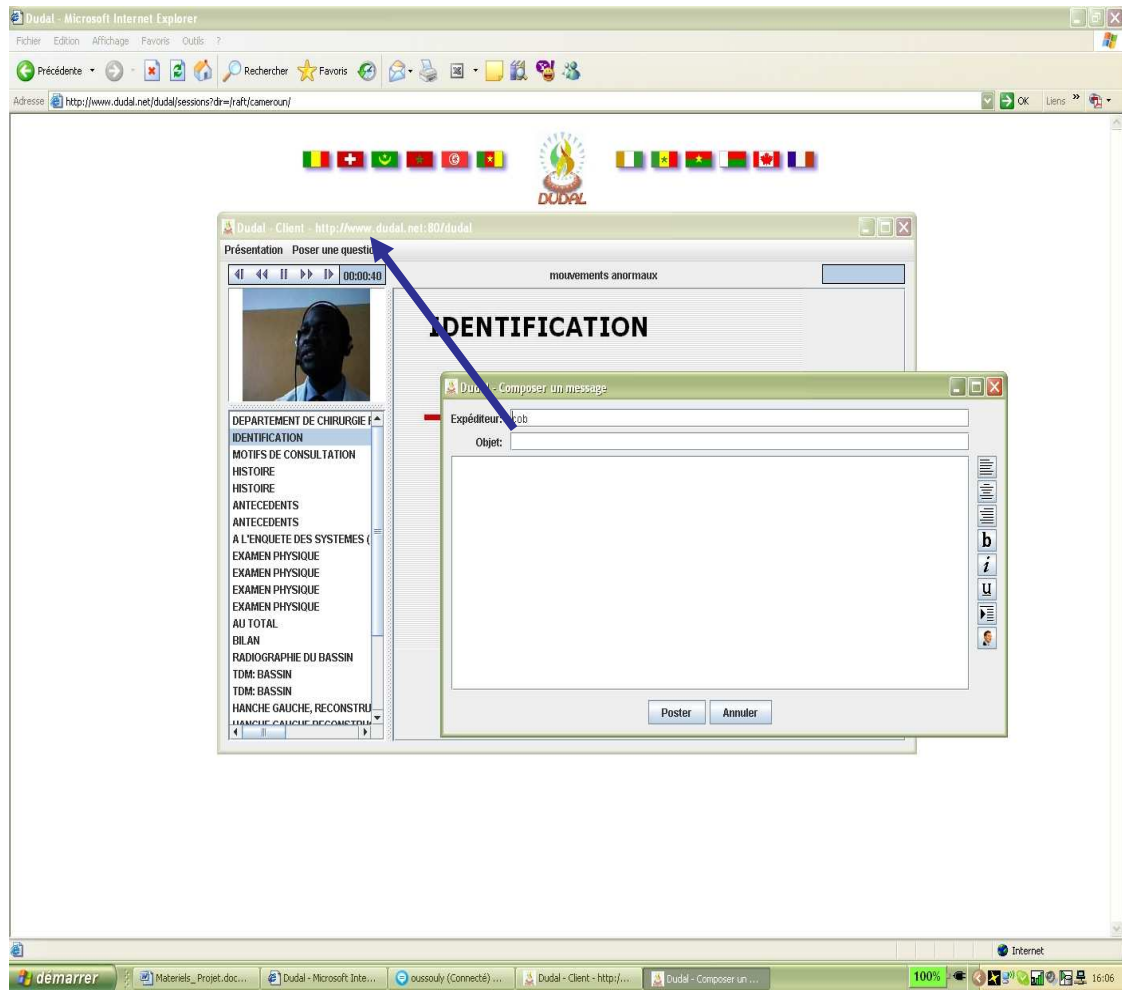 Dudal - Microsoft Internet Explorer
Fichier Edition Affichage Favoris Outils ?
Précédente Rechercher Favoris
Adresse http://www.dudal.net/dudal/sessions?dir=/raft/cameroun/ OK Liens »
DUDAL
Dudal - Client - http://www.dudal.net:80/dudal
Présentation Poser une question
00:00:40 mouvements anormaux
IDENTIFICATION
Dudal - Composer un message
Expéditeur: cob
Objet:
DEPARTEMENT DE CHIRURGIE
IDENTIFICATION
MOTIFS DE CONSULTATION
HISTOIRE
HISTOIRE
ANTECEDENTS
ANTECEDENTS
A L'ENQUETE DES SYSTEMES (
EXAMEN PHYSIQUE
EXAMEN PHYSIQUE
EXAMEN PHYSIQUE
EXAMEN PHYSIQUE
AU TOTAL
BILAN
RADIOGRAPHIE DU BASSIN
TDM: BASSIN
TDM: BASSIN
HANCHE GAUCHE, RECONSTRU
b
i
u
Poster Annuler
Internet
démarrer Materiels_Projet.doc... Dudal - Microsoft Inte... oussouly (Connecté) ... Dudal - Client - http:/... Dudal - Composer un ... 100% 16:06